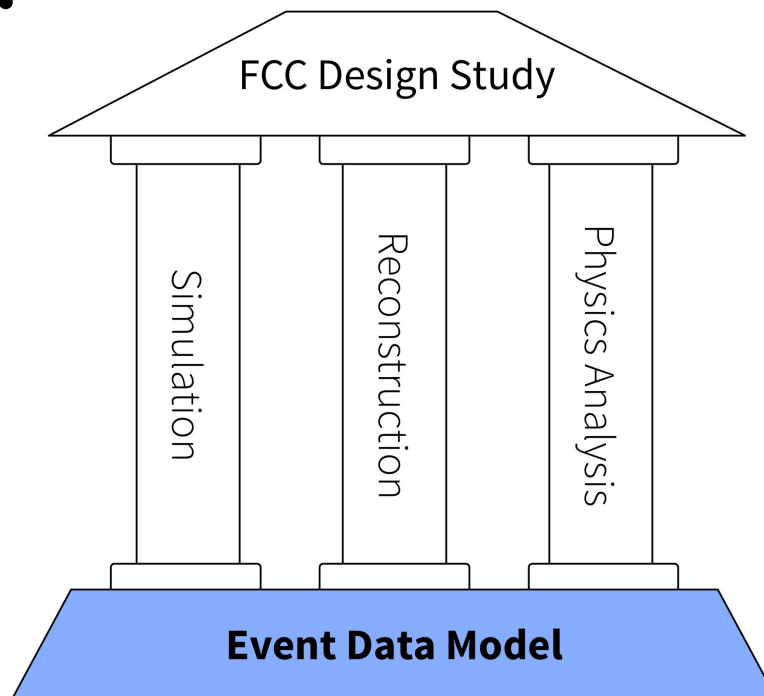 FCC Design Study
Simulation
Reconstruction
Physics Analysis
Event Data Model